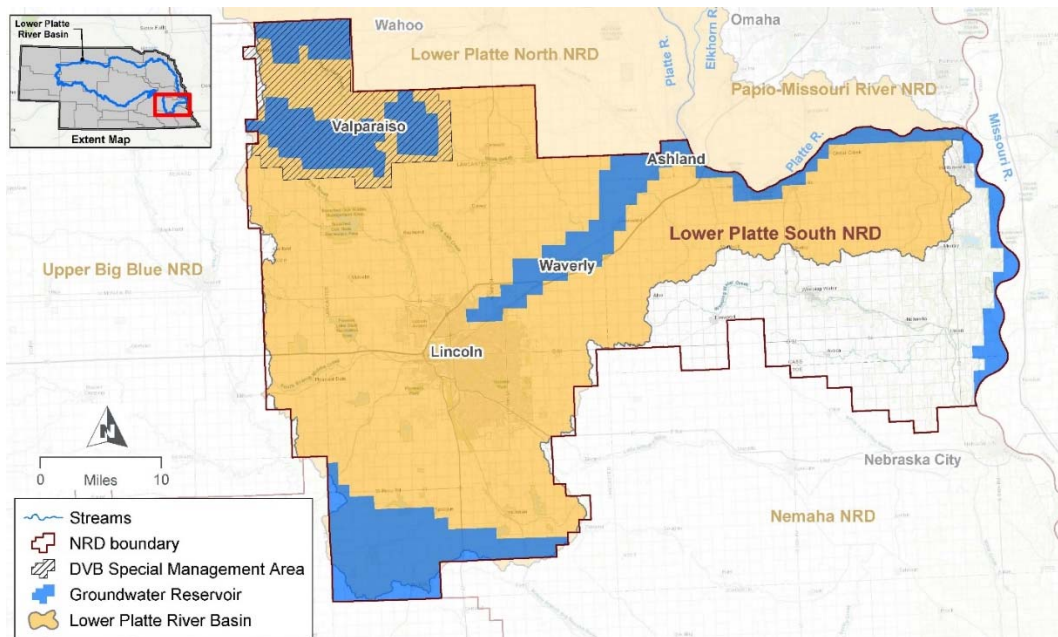 Lower Platte
River Basin
Extent Map
Wahoo
Lower Platte North NRD
Platte R.
Elkhorn R.
Omaha
Papio-Missouri River NRD
Missouri R.
Valparaiso
Ashland
Platte R.
Lower Platte South NRD
Upper Big Blue NRD
Waverly
Lincoln
N
0 10
Miles
Nebraska City
Nemaha NRD
Streams
NRD boundary
DVB Special Management Area
Groundwater Reservoir
Lower Platte River Basin